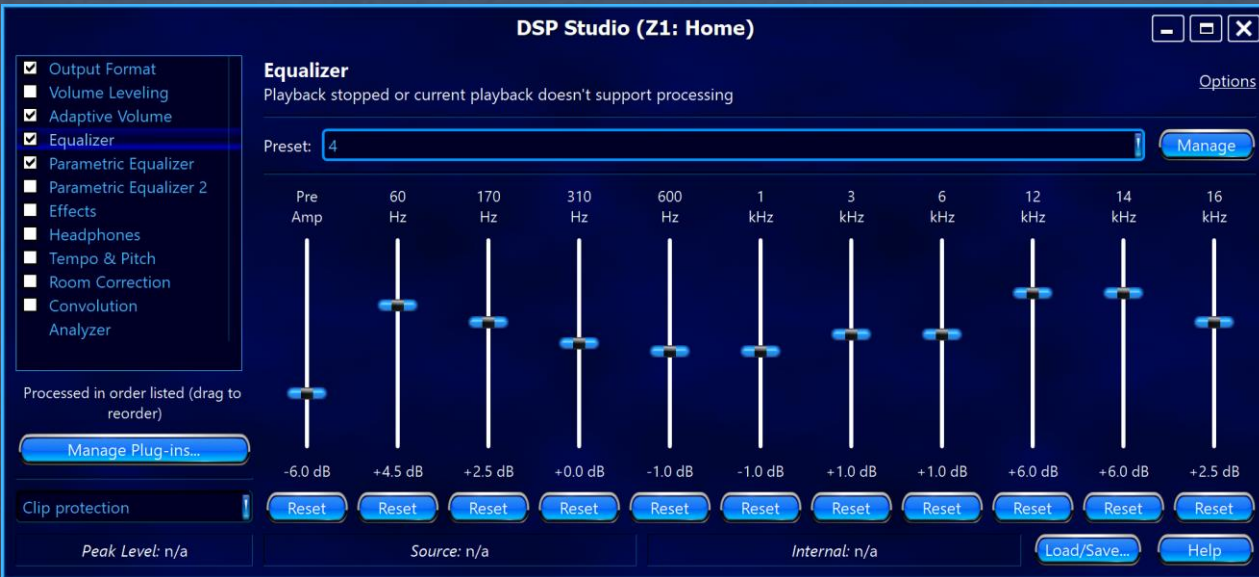 DSP Studio (Z1: Home)
Output Format
Volume Leveling
Adaptive Volume
Equalizer
Parametric Equalizer
Parametric Equalizer 2
Effects
Headphones
Tempo & Pitch
Room Correction
Convolution
Analyzer
Processed in order listed (drag to
reorder)
Manage Plug-ins...
Clip protection
Equalizer
Options
Playback stopped or current playback doesn't support processing
Preset: 4 Manage
Pre 60 170 310 600 1 3 6 12 14 16
Amp Hz Hz Hz Hz kHz kHz kHz kHz kHz kHz
-6.0 dB +4.5 dB +2.5 dB +0.0 dB -1.0 dB -1.0 dB +1.0 dB +1.0 dB +6.0 dB +6.0 dB +2.5 dB
Reset Reset Reset Reset Reset Reset Reset Reset Reset Reset Reset
Peak Level: n/a Source: n/a Internal: n/a Load/Save... Help